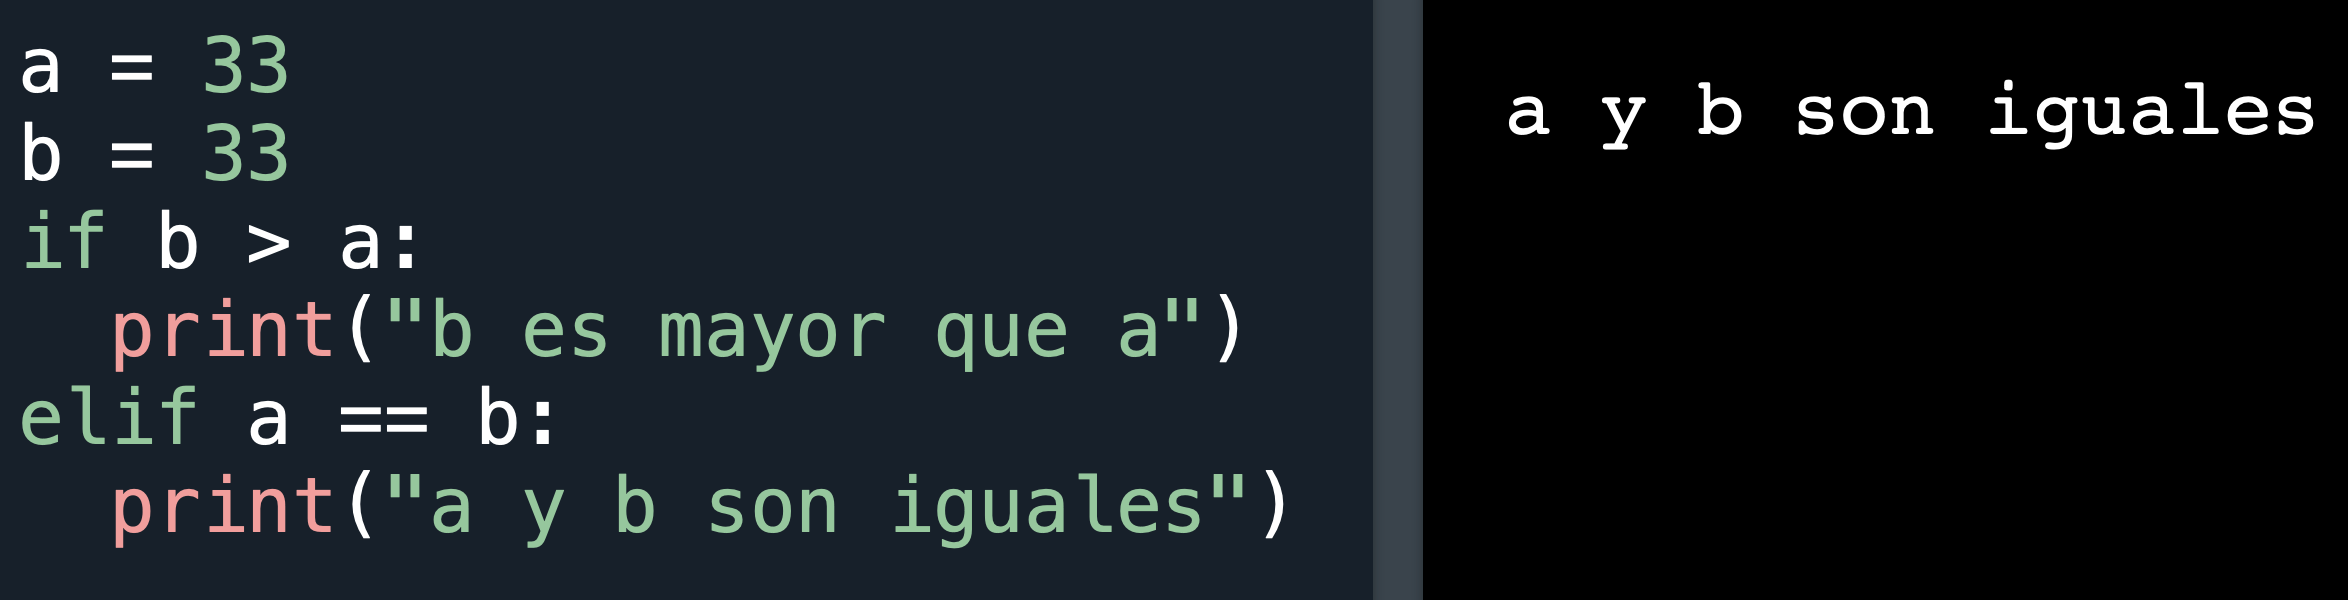 a = 33
b = 33
if b > a:
  print("b es mayor que a")
elif a == b:
  print("a y b son iguales")
a y b son iguales